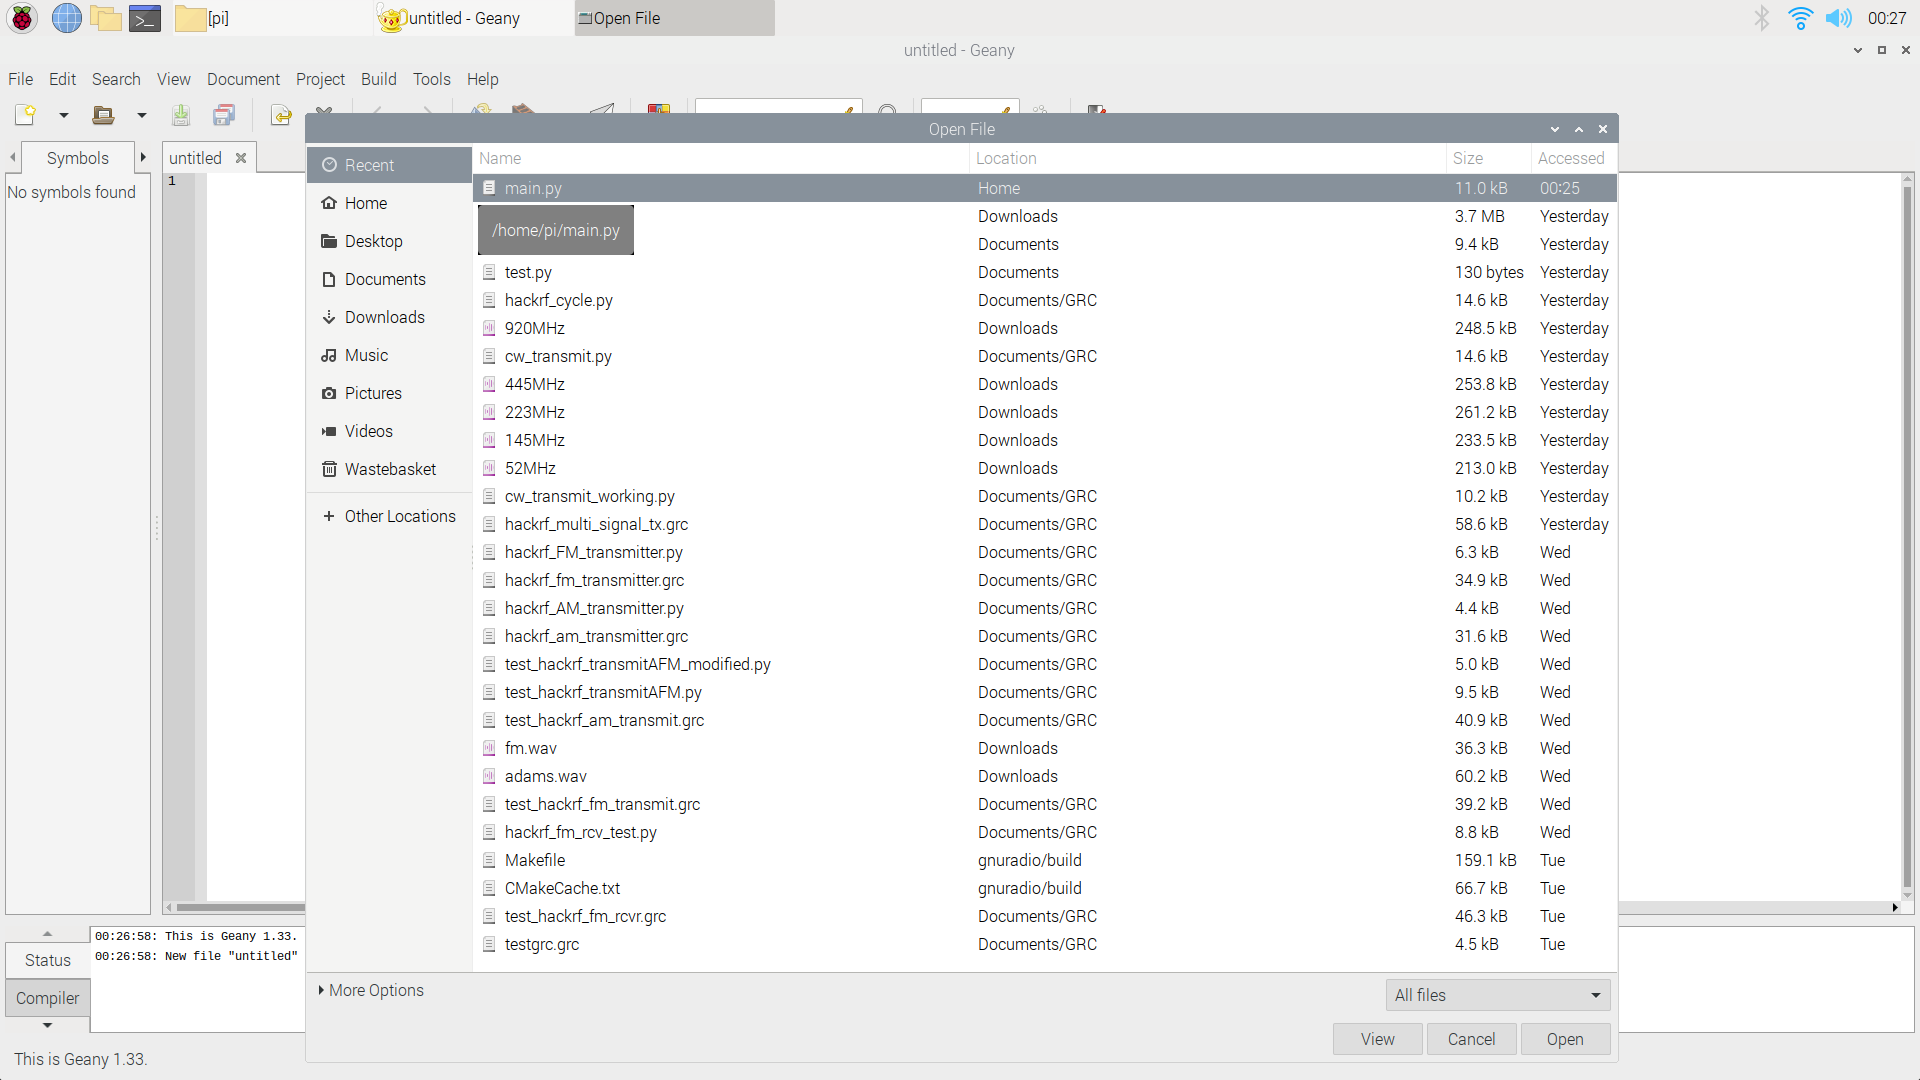 [pi]
untitled - Geany
Open File
00:27
untitled - Geany
File Edit Search View Document Project Build Tools Help
Open File
Symbols
untitled
No symbols found
1
Recent
Home
Desktop
Documents
Downloads
Music
Pictures
Videos
Wastebasket
+ Other Locations
Name Location Size Accessed
main.py Home 11.0 kB 00:25
/home/pi/main.py
Downloads 3.7 MB Yesterday
Documents 9.4 kB Yesterday
test.py Documents 130 bytes Yesterday
hackrf_cycle.py Documents/GRC 14.6 kB Yesterday
920MHz Downloads 248.5 kB Yesterday
cw_transmit.py Documents/GRC 14.6 kB Yesterday
445MHz Downloads 253.8 kB Yesterday
223MHz Downloads 261.2 kB Yesterday
145MHz Downloads 233.5 kB Yesterday
52MHz Downloads 213.0 kB Yesterday
cw_transmit_working.py Documents/GRC 10.2 kB Yesterday
hackrf_multi_signal_tx.grc Documents/GRC 58.6 kB Yesterday
hackrf_FM_transmitter.py Documents/GRC 6.3 kB Wed
hackrf_fm_transmitter.grc Documents/GRC 34.9 kB Wed
hackrf_AM_transmitter.py Documents/GRC 4.4 kB Wed
hackrf_am_transmitter.grc Documents/GRC 31.6 kB Wed
test_hackrf_transmitAFM_modified.py Documents/GRC 5.0 kB Wed
test_hackrf_transmitAFM.py Documents/GRC 9.5 kB Wed
test_hackrf_am_transmit.grc Documents/GRC 40.9 kB Wed
fm.wav Downloads 36.3 kB Wed
adams.wav Downloads 60.2 kB Wed
test_hackrf_fm_transmit.grc Documents/GRC 39.2 kB Wed
hackrf_fm_rcv_test.py Documents/GRC 8.8 kB Wed
Makefile gnuradio/build 159.1 kB Tue
CMakeCache.txt gnuradio/build 66.7 kB Tue
test_hackrf_fm_rcvr.grc Documents/GRC 46.3 kB Tue
testgrc.grc Documents/GRC 4.5 kB Tue
More Options
All files
View Cancel Open
Status
Compiler
00:26:58: This is Geany 1.33.
00:26:58: New file "untitled"
This is Geany 1.33.